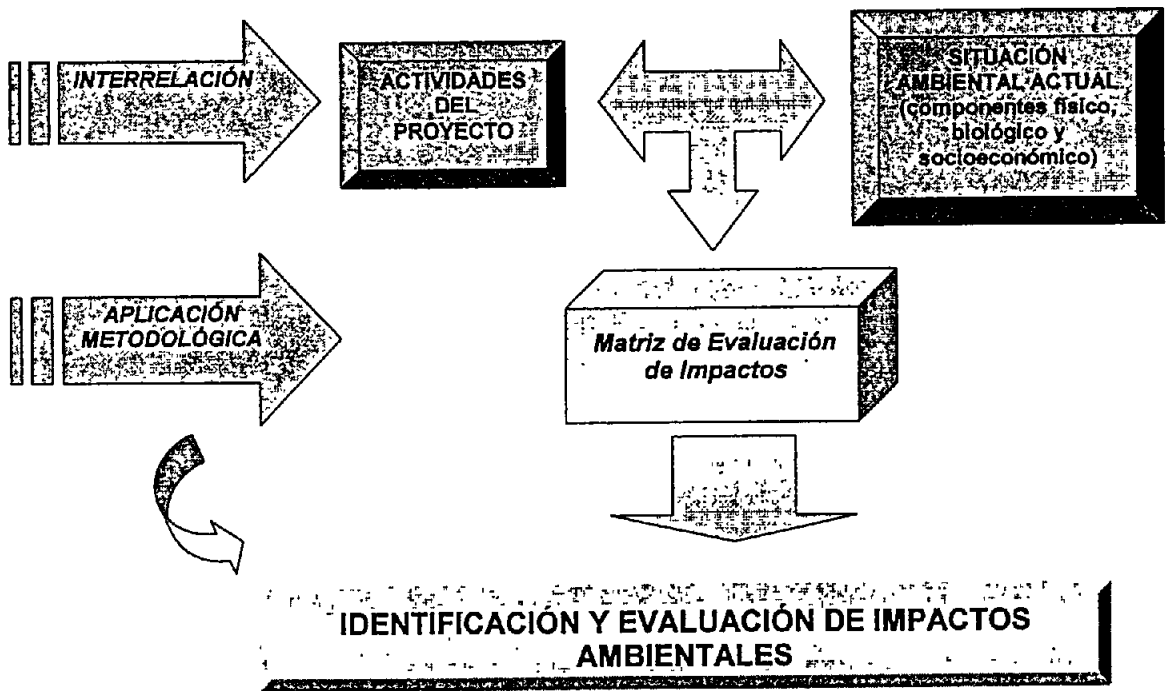 INTERRELACIÓN
ACTIVIDADES
DEL
PROYECTO
SITUACIÓN
AMBIENTAL ACTUAL
(componentes físico,
biológico y
socioeconómico)
APLICACIÓN
METODOLÓGICA
Matriz de Evaluación
de Impactos
IDENTIFICACIÓN Y EVALUACIÓN DE IMPACTOS
AMBIENTALES